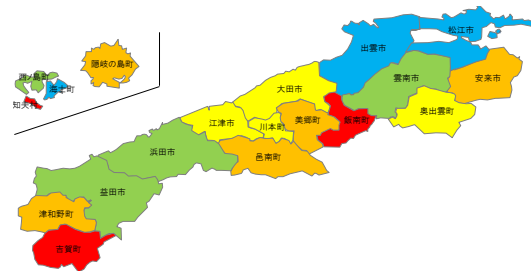 松江市
出雲市
隠岐の島町
西ノ島町
海士町
知夫村
安来市
雲南市
大田市
奥出雲町
飯南町
美郷町
川本町
江津市
邑南町
浜田市
益田市
津和野町
吉賀町